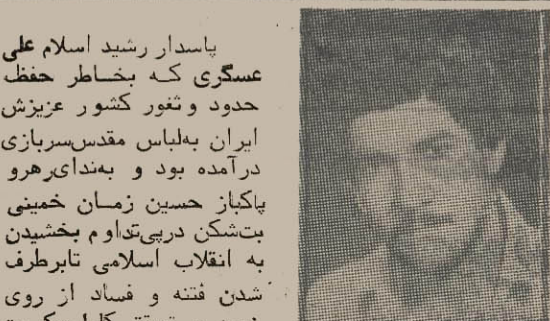 پاسدار رشید اسلام علی
عسگری که بخاطر حفظ
حدود و ثغور کشور عزیزش
ایران به‌لباس مقدس‌سربازی
درآمده بود و به‌ندای‌رهرو
پاکباز حسین زمان خمینی
بت‌شکن درپی‌تداوم بخشیدن
به انقلاب اسلامی تابرطرف
شدن فتنه و فساد از روی